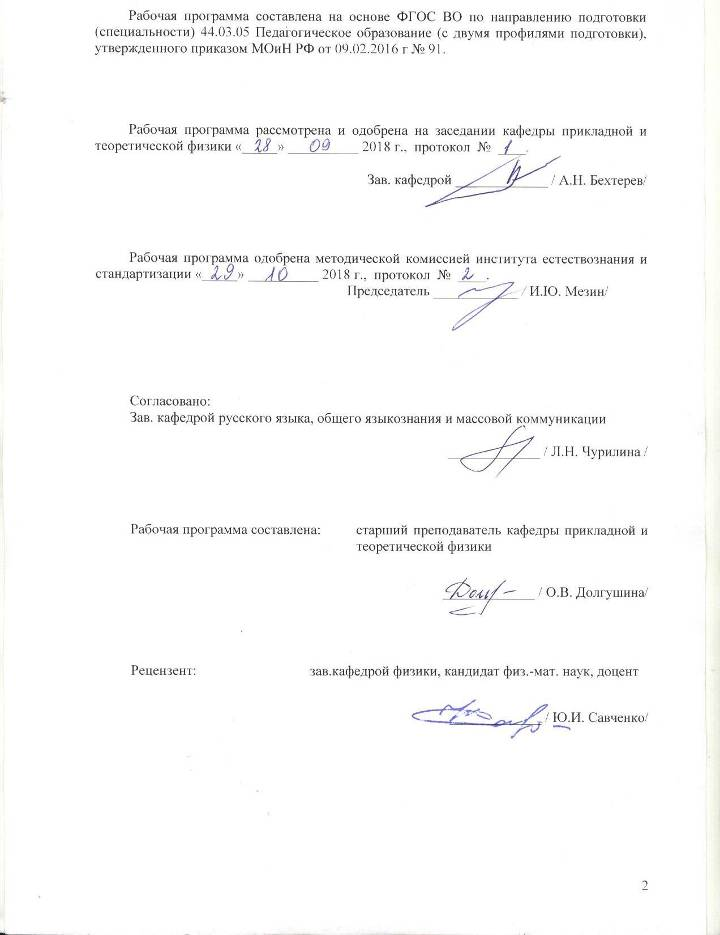 Рабочая программа составлена на основе ФГОС ВО по направлению подготовки
(специальности) 44.03.05 Педагогическое образование (с двумя профилями подготовки),
утвержденного приказом МОиН РФ от 09.02.2016 г № 91.
Рабочая программа рассмотрена и одобрена на заседании кафедры прикладной и
теоретической физики «28» 09 2018 г., протокол № 1.
Зав. кафедрой / А.Н. Бехтерев/
Рабочая программа одобрена методической комиссией института естествознания и
стандартизации «29» 10 2018 г., протокол № 2.
Председатель / И.Ю. Мезин/
Согласовано:
Зав. кафедрой русского языка, общего языкознания и массовой коммуникации
/ Л.Н. Чурилина /
Рабочая программа составлена: старший преподаватель кафедры прикладной и
теоретической физики
/ О.В. Долгушина/
Рецензент: зав.кафедрой физики, кандидат физ.-мат. наук, доцент
/ Ю.И. Савченко/
2